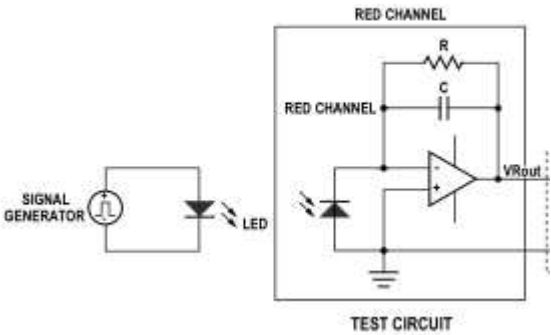 RED CHANNEL
R
C
RED CHANNEL
-
+
VRout
SIGNAL
GENERATOR
+
LED
TEST CIRCUIT